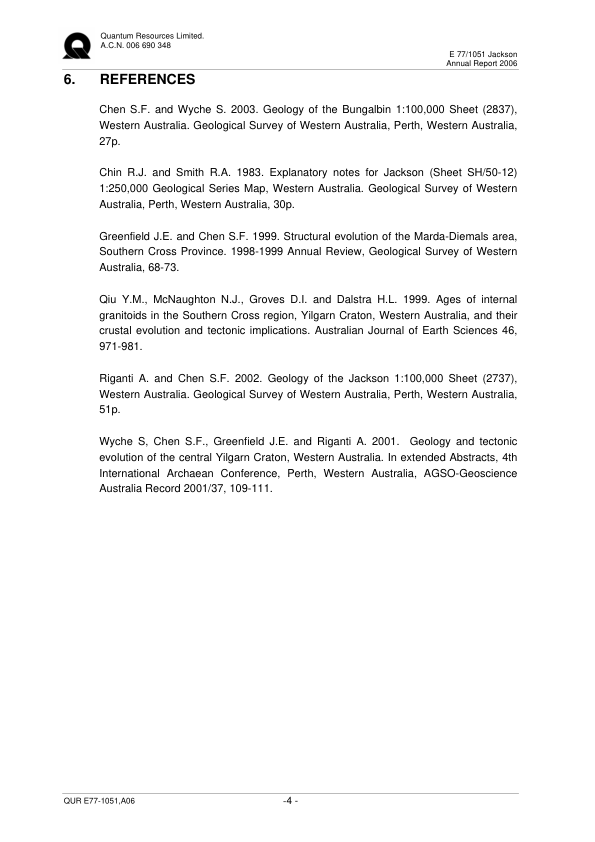 Quantum Resources Limited.
A.C.N. 006 690 348
E 77/1051 Jackson
Annual Report 2006
6. REFERENCES
Chen S.F. and Wyche S. 2003. Geology of the Bungalbin 1:100,000 Sheet (2837),
Western Australia. Geological Survey of Western Australia, Perth, Western Australia,
27p.
Chin R.J. and Smith R.A. 1983. Explanatory notes for Jackson (Sheet SH/50-12)
1:250,000 Geological Series Map, Western Australia. Geological Survey of Western
Australia, Perth, Western Australia, 30p.
Greenfield J.E. and Chen S.F. 1999. Structural evolution of the Marda-Diemals area,
Southern Cross Province. 1998-1999 Annual Review, Geological Survey of Western
Australia, 68-73.
Qiu Y.M., McNaughton N.J., Groves D.I. and Dalstra H.L. 1999. Ages of internal
granitoids in the Southern Cross region, Yilgarn Craton, Western Australia, and their
crustal evolution and tectonic implications. Australian Journal of Earth Sciences 46,
971-981.
Riganti A. and Chen S.F. 2002. Geology of the Jackson 1:100,000 Sheet (2737),
Western Australia. Geological Survey of Western Australia, Perth, Western Australia,
51p.
Wyche S, Chen S.F., Greenfield J.E. and Riganti A. 2001.  Geology and tectonic
evolution of the central Yilgarn Craton, Western Australia. In extended Abstracts, 4th
International Archaean Conference, Perth, Western Australia, AGSO-Geoscience
Australia Record 2001/37, 109-111.
QUR E77-1051,A06 -4 -